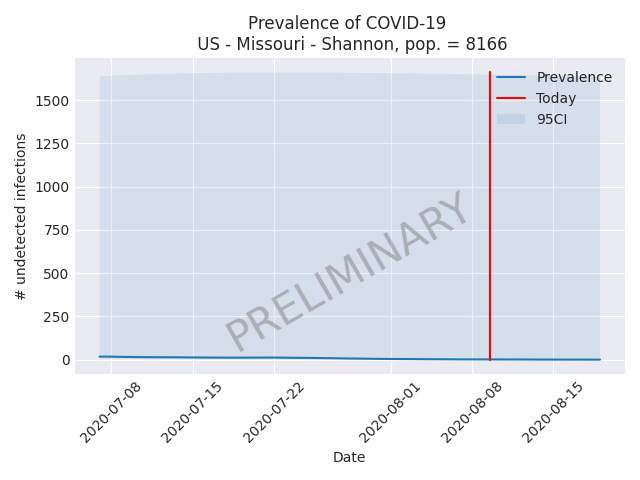 Prevalence of COVID-19
US - Missouri - Shannon, pop. = 8166
Prevalence
Today
95CI
# undetected infections
1500
1250
1000
750
500
250
0
PRELIMINARY
2020-07-08
2020-07-15
2020-07-22
2020-08-01
2020-08-08
2020-08-15
Date